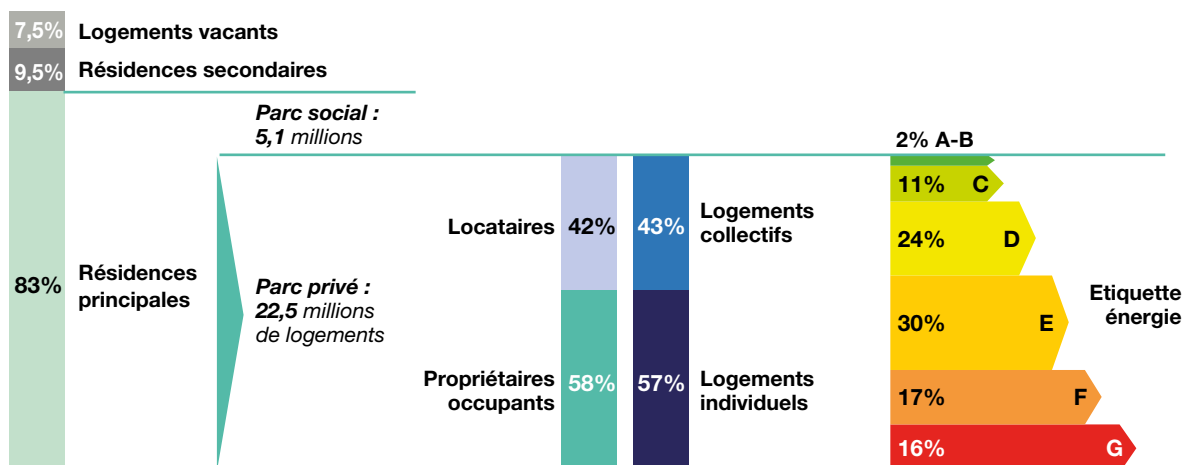 7,5% Logements vacants
9,5% Résidences secondaires
83% Résidences
principales
Parc social :
5,1 millions
Parc privé :
22,5 millions
de logements
Locataires 42%
Propriétaires
occupants 58%
43% Logements
collectifs
57% Logements
individuels
2% A-B
11% C
24% D
30% E
17% F
16% G
Etiquette
énergie